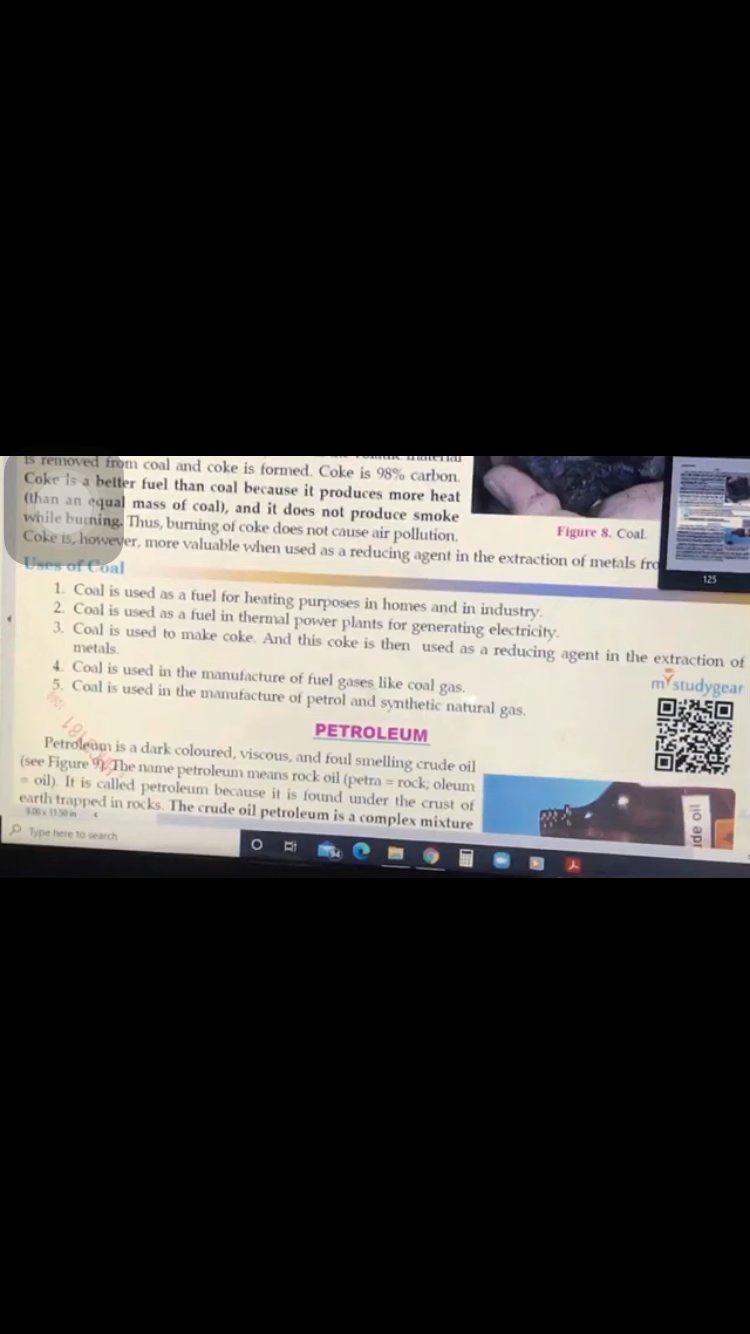 is removed from coal and coke is formed. Coke is 98% carbon.
Coke is a better fuel than coal because it produces more heat
(than an equal mass of coal), and it does not produce smoke
while burning. Thus, burning of coke does not cause air pollution.
Coke is, however, more valuable when used as a reducing agent in the extraction of metals fro
Figure 8. Coal.
125
Uses of Coal
1. Coal is used as a fuel for heating purposes in homes and in industry.
2. Coal is used as a fuel in thermal power plants for generating electricity.
3. Coal is used to make coke. And this coke is then used as a reducing agent in the extraction of
metals.
4. Coal is used in the manufacture of fuel gases like coal gas.
5. Coal is used in the manufacture of petrol and synthetic natural gas.
mystudygear
PETROLEUM
Petroleum is a dark coloured, viscous, and foul smelling crude oil
(see Figure 9). The name petroleum means rock oil (petra = rock; oleum
= oil). It is called petroleum because it is found under the crust of
earth trapped in rocks. The crude oil petroleum is a complex mixture
de oil
9.00 x 11.50 in
Type here to search